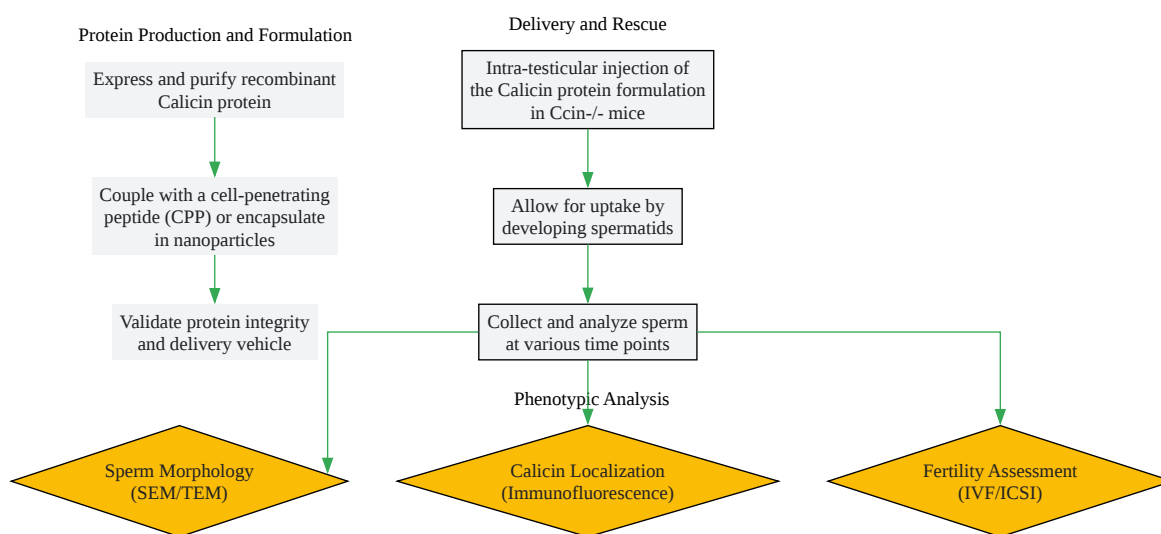 Protein Production and Formulation
Express and purify recombinant
Calicin protein
Couple with a cell-penetrating
peptide (CPP) or encapsulate
in nanoparticles
Validate protein integrity
and delivery vehicle
Delivery and Rescue
Intra-testicular injection of
the Calicin protein formulation
in Ccin-/- mice
Allow for uptake by
developing spermatids
Collect and analyze sperm
at various time points
Phenotypic Analysis
Sperm Morphology
(SEM/TEM)
Calicin Localization
(Immunofluorescence)
Fertility Assessment
(IVF/ICSI)